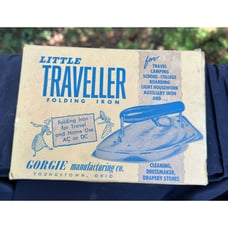 LITTLE
TRAVELLER
FOLDING IRON
for
TRAVEL
CAMPING
SCHOOL - COLLEGE
BOARDING
LIGHT HOUSEWORK
AUXILIARY IRON
AND
Folding Iron
for Travel
and Home Use
AC or DC
GORGIE manufacturing co.
YOUNGSTOWN, OHIO
CLEANING,
DRESSMAKER,
DRAPERY STORES